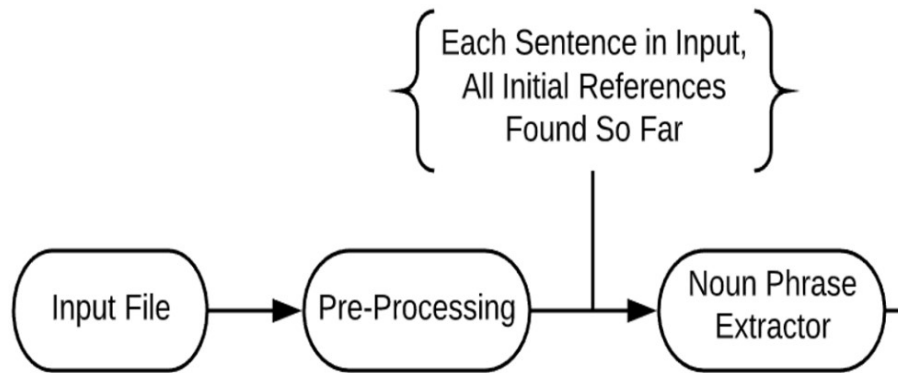 Each Sentence in Input,
All Initial References
Found So Far
Input File
Pre-Processing
Noun Phrase
Extractor